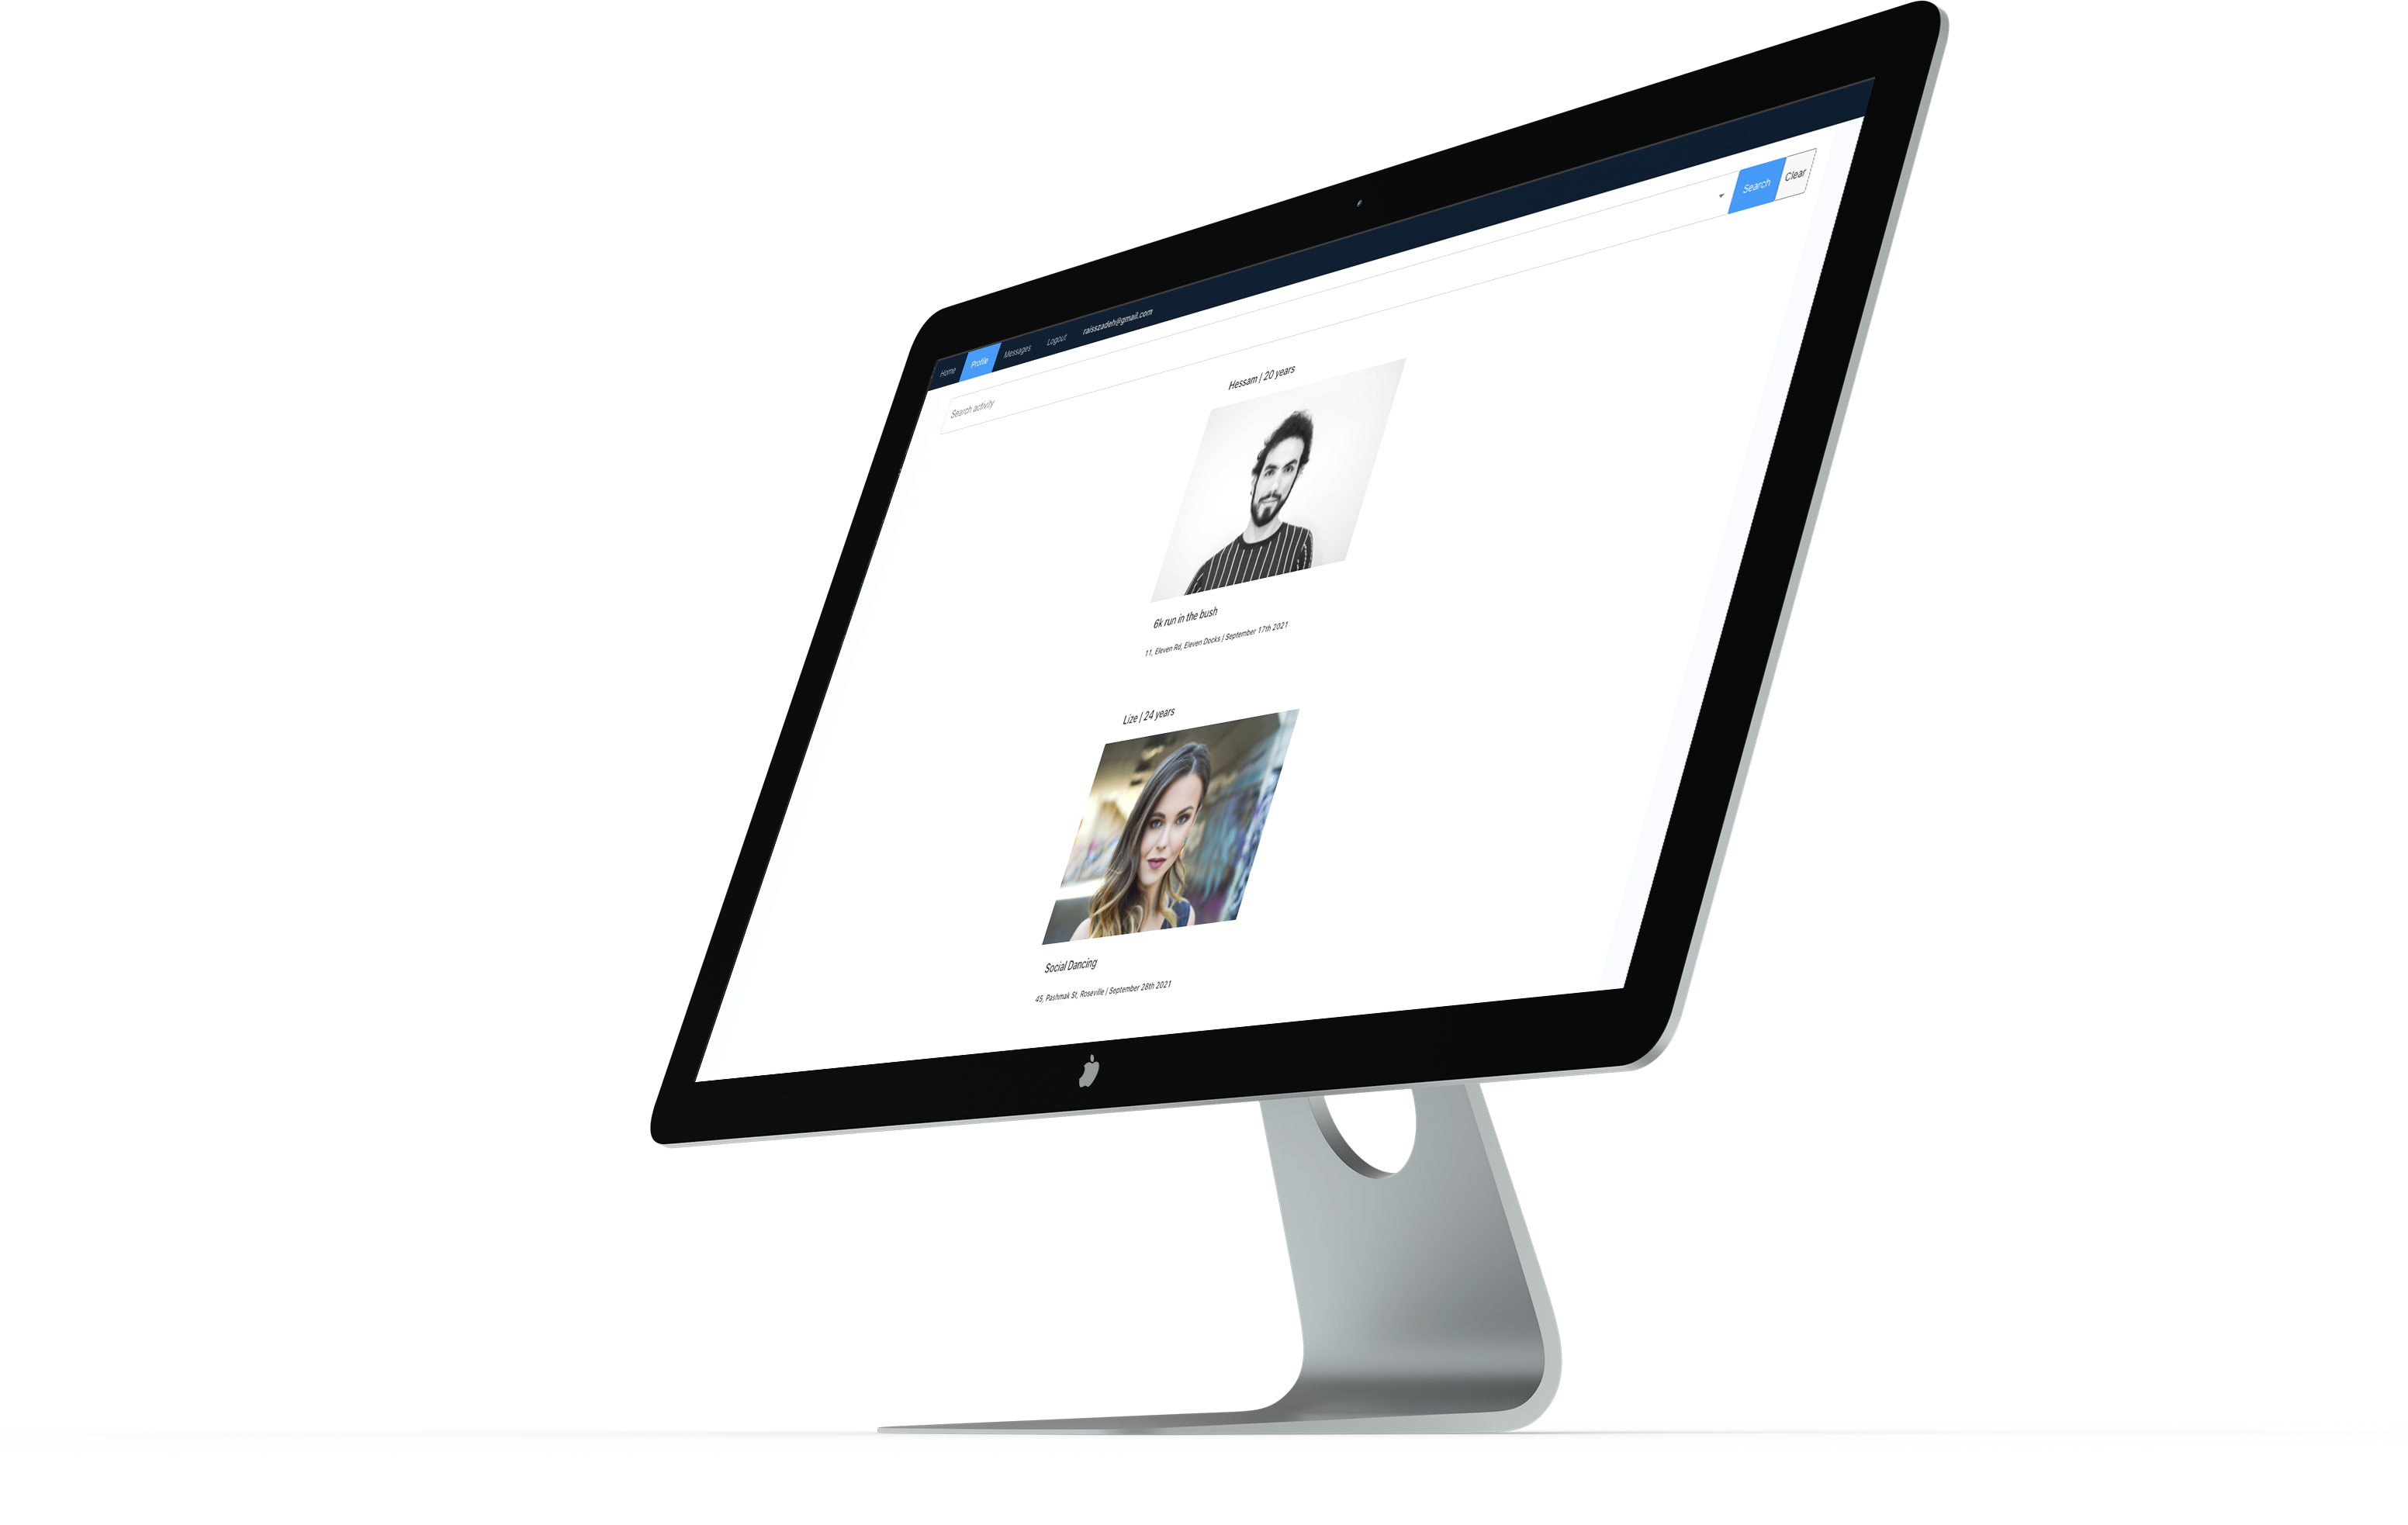 Home Profile Messages Logout raisszadeh@gmail.com
Search activity Search Clear
Hessam | 20 years
6k run in the bush
11, Eleven Rd, Eleven Docks | September 17th 2021
Lize | 24 years
Social Dancing
45, Pashmak St, Roseville | September 28th 2021